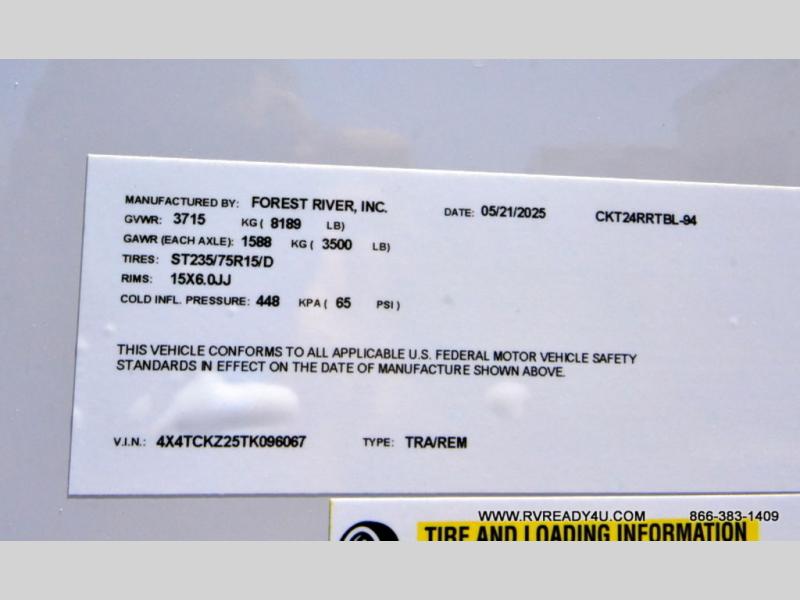 MANUFACTURED BY: FOREST RIVER, INC. DATE: 05/21/2025 CKT24RRTBL-94
GVWR: 3715 KG ( 8189 LB)
GAWR (EACH AXLE): 1588 KG ( 3500 LB)
TIRES: ST235/75R15/D
RIMS: 15X6.0JJ
COLD INFL. PRESSURE: 448 KPA ( 65 PSI )
THIS VEHICLE CONFORMS TO ALL APPLICABLE U.S. FEDERAL MOTOR VEHICLE SAFETY
STANDARDS IN EFFECT ON THE DATE OF MANUFACTURE SHOWN ABOVE.
V.I.N.: 4X4TCKZ25TK096067 TYPE: TRA/REM
WWW.RVREADY4U.COM 866-383-1409
TIRE AND LOADING INFORMATION